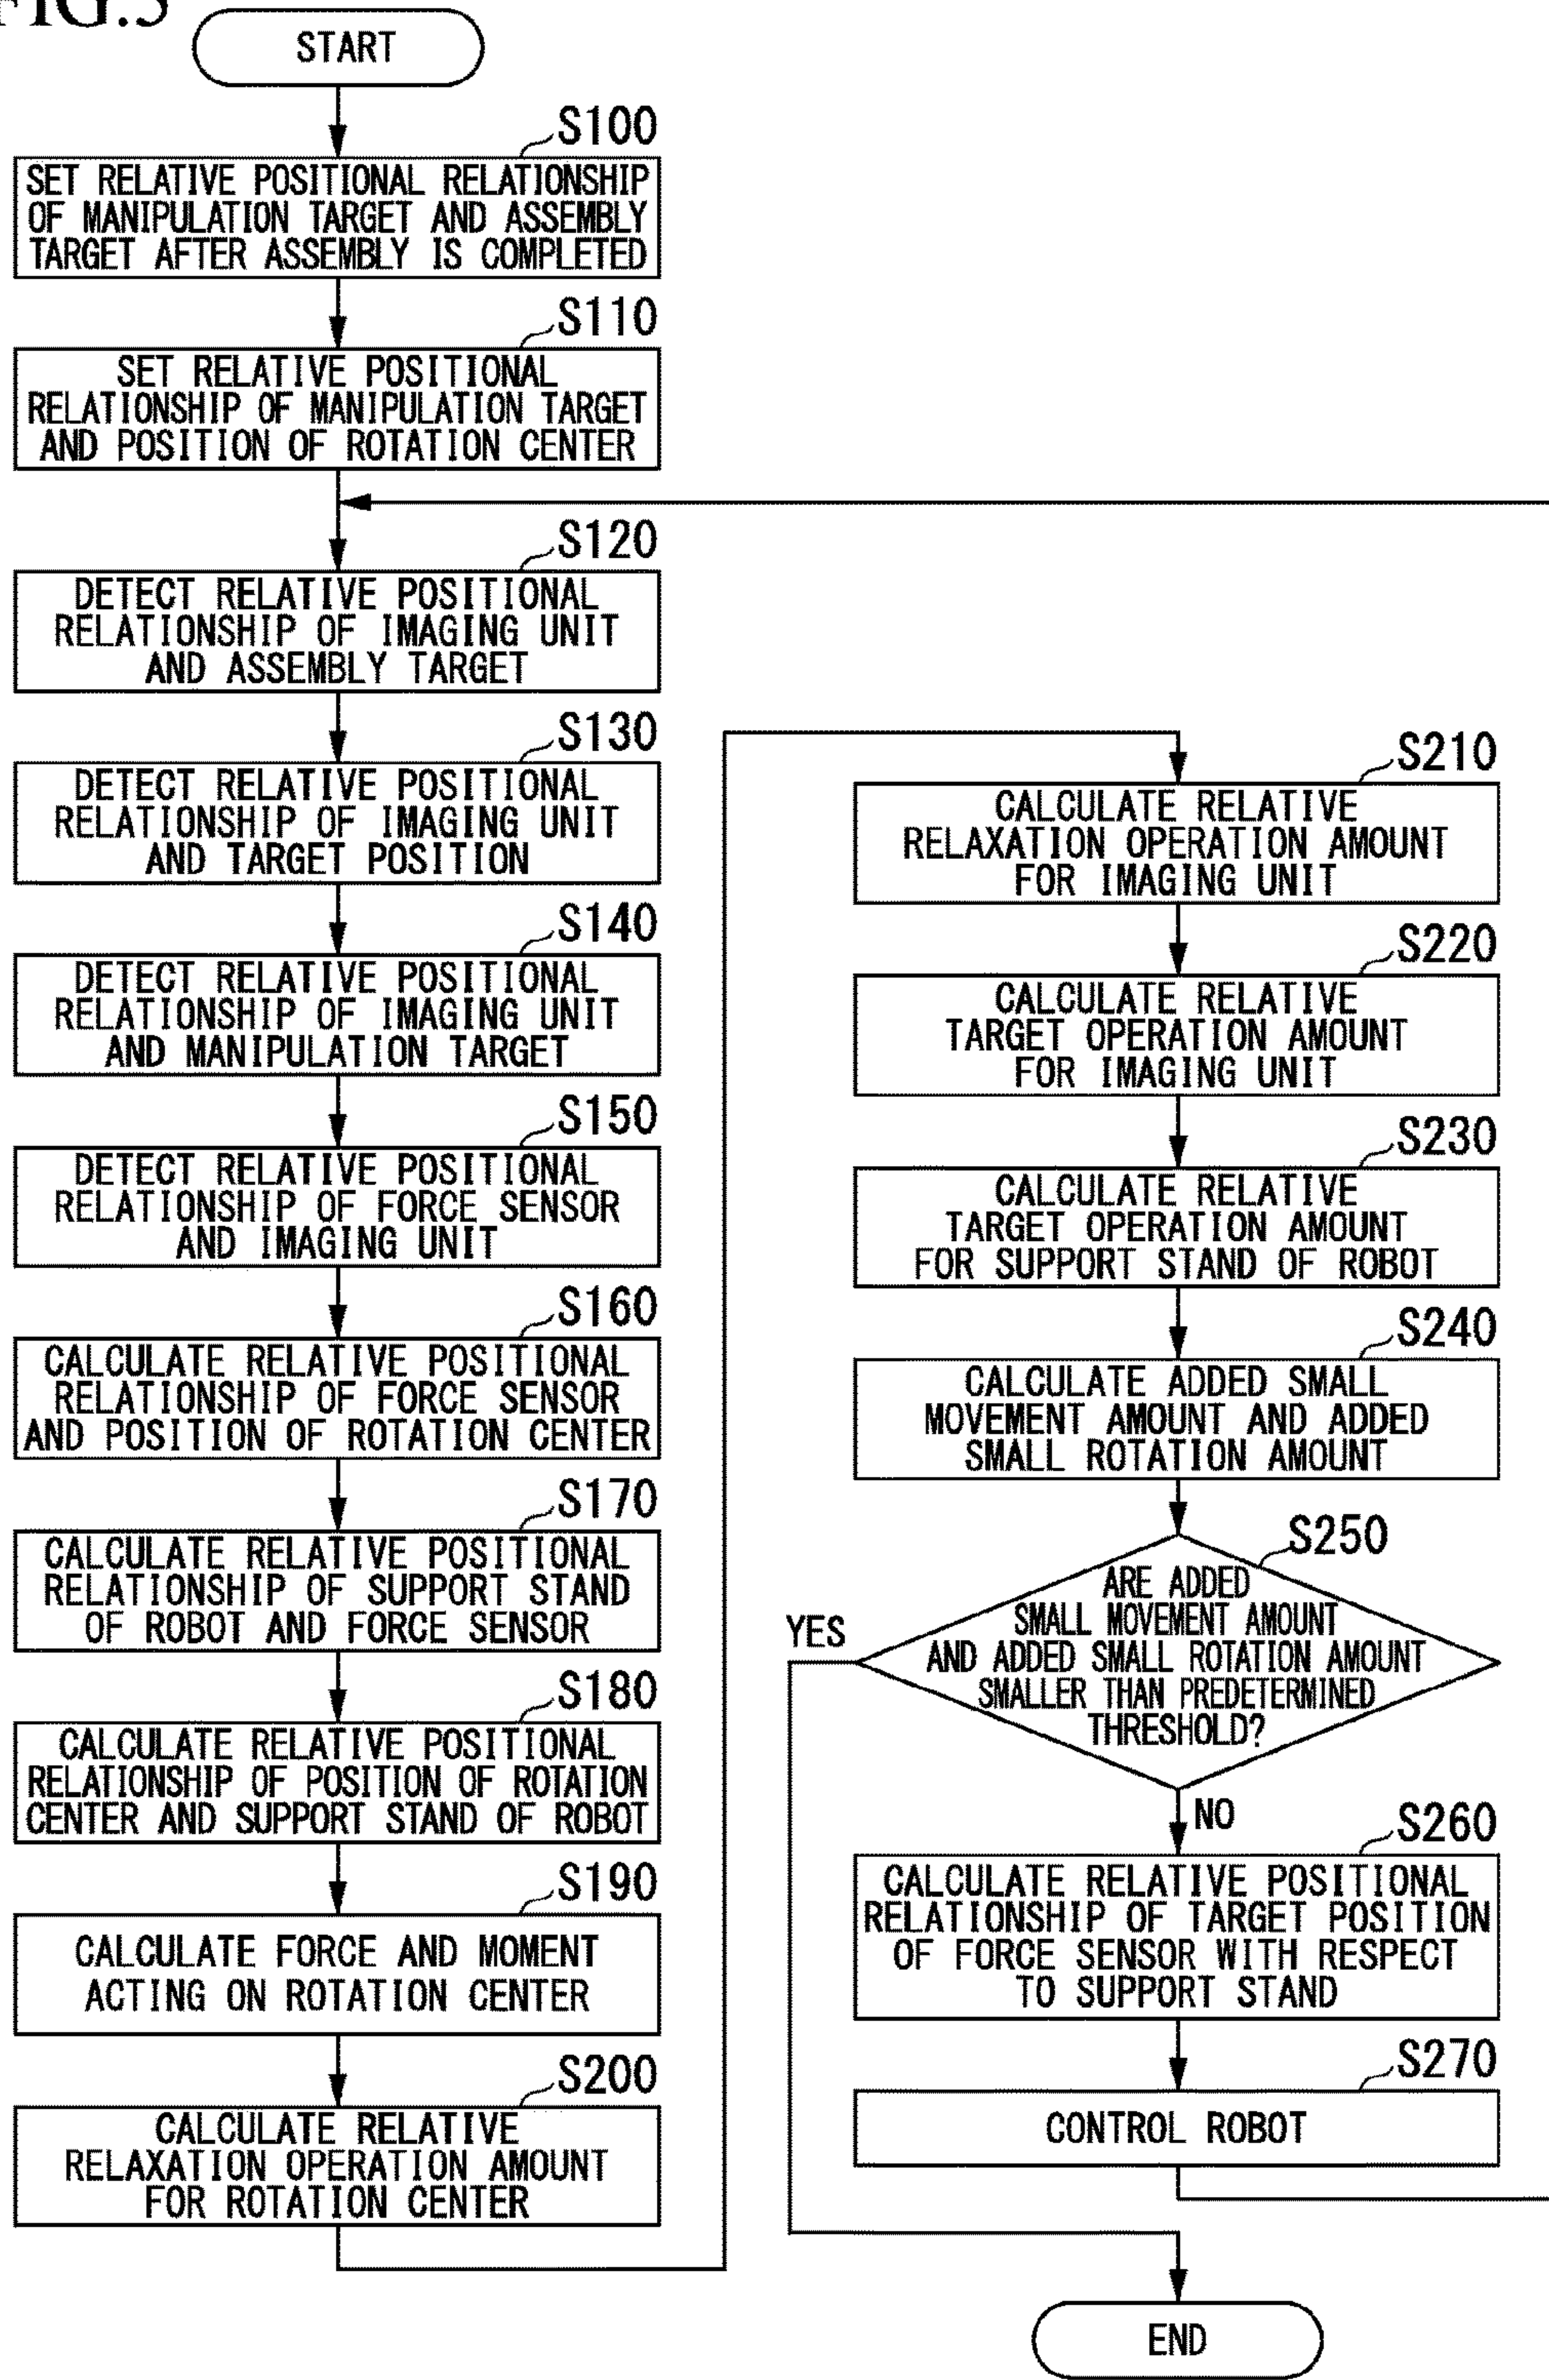 FIG.5
START
S100
SET RELATIVE POSITIONAL RELATIONSHIP
OF MANIPULATION TARGET AND ASSEMBLY
TARGET AFTER ASSEMBLY IS COMPLETED
S110
SET RELATIVE POSITIONAL
RELATIONSHIP OF MANIPULATION TARGET
AND POSITION OF ROTATION CENTER
S120
DETECT RELATIVE POSITIONAL
RELATIONSHIP OF IMAGING UNIT
AND ASSEMBLY TARGET
S130
DETECT RELATIVE POSITIONAL
RELATIONSHIP OF IMAGING UNIT
AND TARGET POSITION
S140
DETECT RELATIVE POSITIONAL
RELATIONSHIP OF IMAGING UNIT
AND MANIPULATION TARGET
S150
DETECT RELATIVE POSITIONAL
RELATIONSHIP OF FORCE SENSOR
AND IMAGING UNIT
S160
CALCULATE RELATIVE POSITIONAL
RELATIONSHIP OF FORCE SENSOR
AND POSITION OF ROTATION CENTER
S170
CALCULATE RELATIVE POSITIONAL
RELATIONSHIP OF SUPPORT STAND
OF ROBOT AND FORCE SENSOR
S180
CALCULATE RELATIVE POSITIONAL
RELATIONSHIP OF POSITION OF ROTATION
CENTER AND SUPPORT STAND OF ROBOT
S190
CALCULATE FORCE AND MOMENT
ACTING ON ROTATION CENTER
S200
CALCULATE RELATIVE
RELAXATION OPERATION AMOUNT
FOR ROTATION CENTER
S210
CALCULATE RELATIVE
RELAXATION OPERATION AMOUNT
FOR IMAGING UNIT
S220
CALCULATE RELATIVE
TARGET OPERATION AMOUNT
FOR IMAGING UNIT
S230
CALCULATE RELATIVE
TARGET OPERATION AMOUNT
FOR SUPPORT STAND OF ROBOT
S240
CALCULATE ADDED SMALL
MOVEMENT AMOUNT AND ADDED
SMALL ROTATION AMOUNT
S250
ARE ADDED
SMALL MOVEMENT AMOUNT
AND ADDED SMALL ROTATION AMOUNT
SMALLER THAN PREDETERMINED
THRESHOLD?
YES
NO
S260
CALCULATE RELATIVE POSITIONAL
RELATIONSHIP OF TARGET POSITION
OF FORCE SENSOR WITH RESPECT
TO SUPPORT STAND
S270
CONTROL ROBOT
END